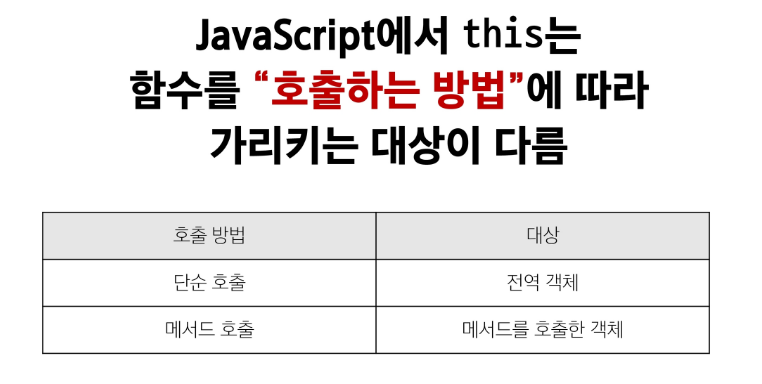 JavaScript에서 this는
함수를 “호출하는 방법”에 따라
가리키는 대상이 다름
호출 방법 대상
단순 호출 전역 객체
메서드 호출 메서드를 호출한 객체